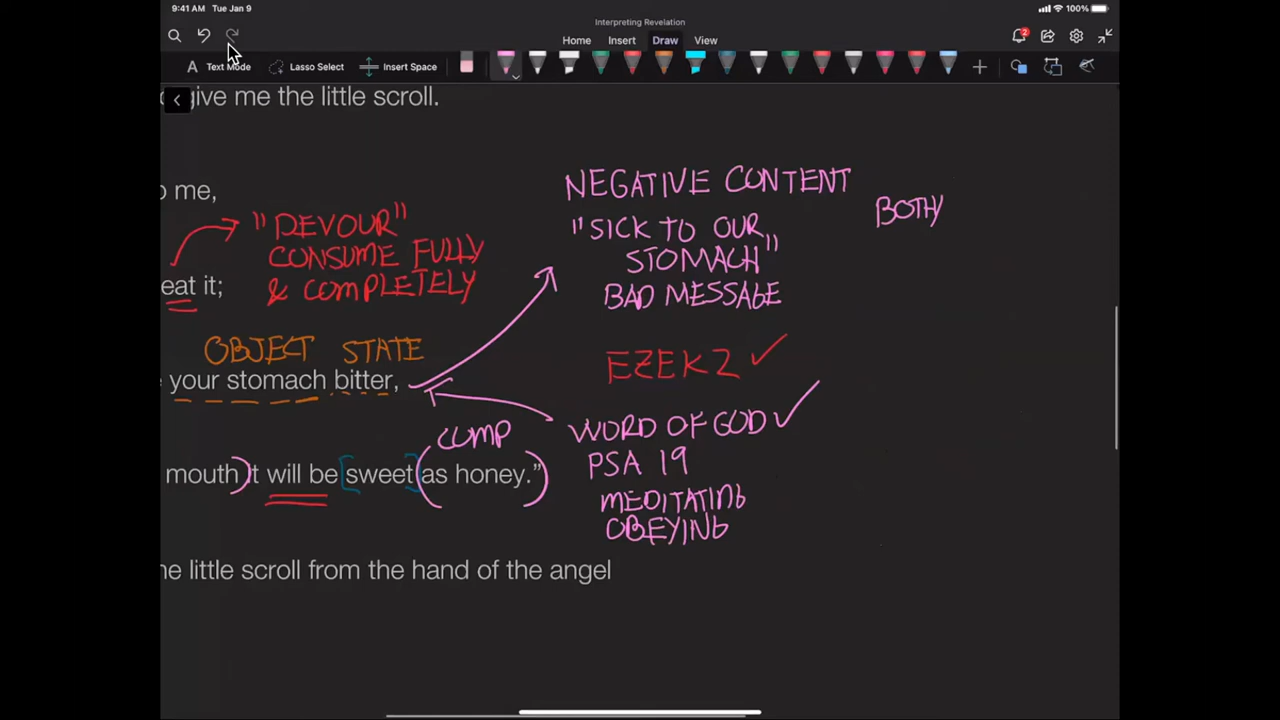 9:41 AM Tue Jan 9
100%
Interpreting Revelation
Home Insert Draw View
2
Text Mode Lasso Select Insert Space
give me the little scroll.
NEGATIVE CONTENT
me,
BOTH
"DEVOUR"
"SICK TO OUR
CONSUME FULLY
STOMACH"
eat it;
& COMPLETELY
BAD MESSAGE
OBJECT STATE
EZEK 2 ✓
your stomach bitter,
WORD OF GOD ✓
COMP
PSA 19
mouth) it will be [sweet] (as honey.")
MEDITATING
OBEYING
little scroll from the hand of the angel